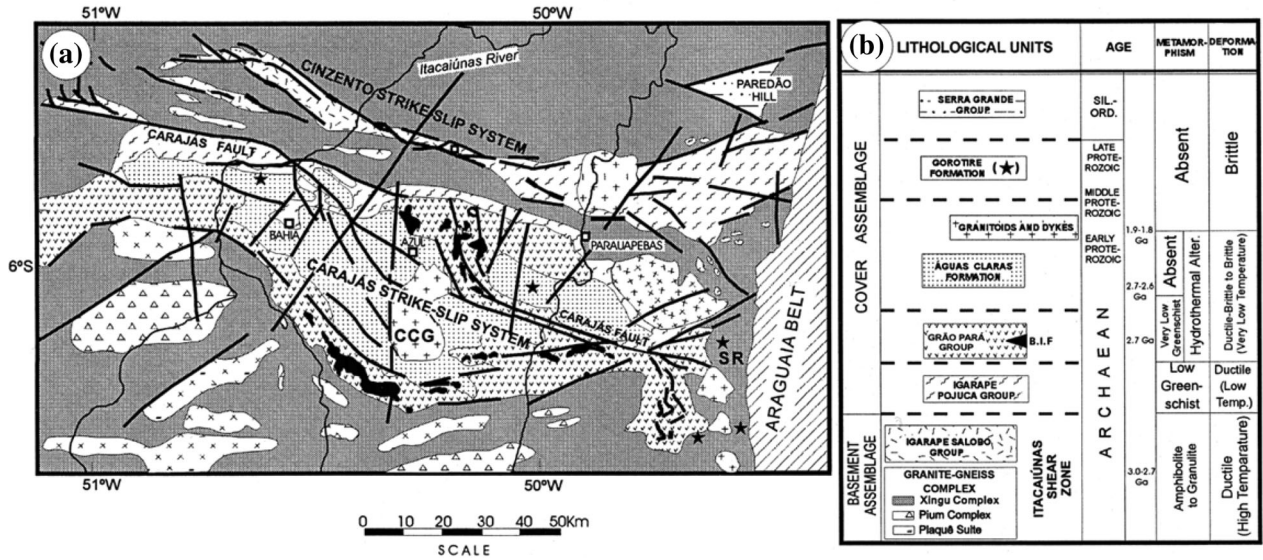 51°W
50°W
(a)
CINZENTO STRIKE-SLIP SYSTEM
Itacaiúnas River
PAREDÃO
HILL
CARAJÁS FAULT
BAHIA
AZUL
PARAUAPEBAS
6°S
CARAJÁS STRIKE-SLIP SYSTEM
CARAJÁS FAULT
CCG
SR
ARAGUAIA BELT
51°W
50°W
0 10 20 30 40 50Km
SCALE
(b)
LITHOLOGICAL UNITS
AGE
METAMOR-
PHISM
DEFORMA-
TION
COVER ASSEMBLAGE
SERRA GRANDE
GROUP
SIL.-
ORD.
GOROTIRE
FORMATION (★)
LATE
PROTE-
ROZOIC
Absent
Brittle
MIDDLE
PROTE-
ROZOIC
GRANITOIDS AND DYKES
EARLY
PROTE-
ROZOIC
1.9-1.8
Ga
ÁGUAS CLARAS
FORMATION
2.7-2.6
Ga
Absent
Hydrothermal Alter.
Ductile-Brittle to Brittle
(Very Low Temperature)
GRÃO PARÁ
GROUP
B.I.F
2.7 Ga
Very Low
Greenschist
IGARAPE
POJUCA GROUP
Low
Green-
schist
Ductile
(Low
Temp.)
ARCHAEAN
BASEMENT
ASSEMBLAGE
IGARAPE SALOBO
GROUP
GRANITE-GNEISS
COMPLEX
Xingu Complex
Pium Complex
Plaquê Suite
ITACAIÚNAS
SHEAR
ZONE
3.0-2.7
Ga
Amphibolite
to Granulite
Ductile
(High Temparature)